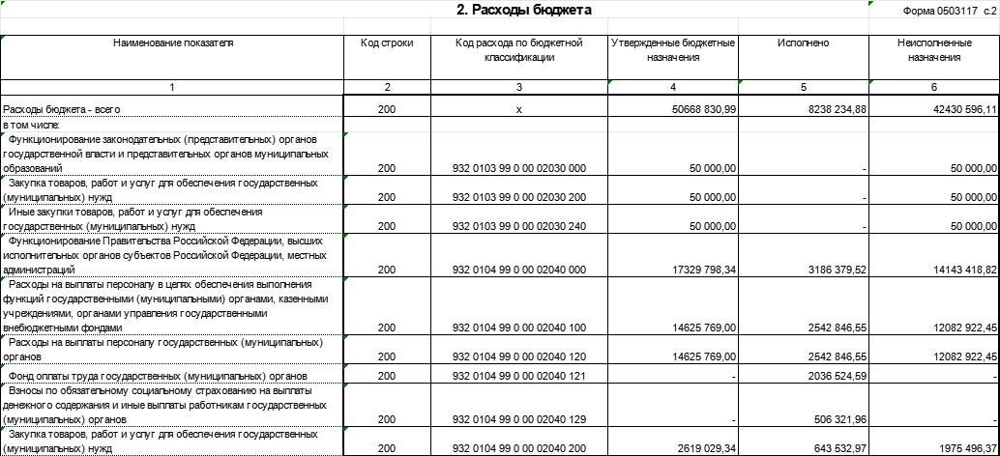 2. Расходы бюджета
Форма 0503117 с.2
Наименование показателя Код строки Код расхода по бюджетной Утвержденные бюджетные Исполнено Неисполненные
классификации назначения назначения
1 2 3 4 5 6
Расходы бюджета - всего 200 x 50668 830,99 8238 234,88 42430 596,11
в том числе:
Функционирование законодательных (представительных) органов
государственной власти и представительных органов муниципальных
образований 200 932 0103 99 0 00 02030 000 50 000,00 - 50 000,00
Закупка товаров, работ и услуг для обеспечения государственных
(муниципальных) нужд 200 932 0103 99 0 00 02030 200 50 000,00 - 50 000,00
Иные закупки товаров, работ и услуг для обеспечения
государственных (муниципальных) нужд 200 932 0103 99 0 00 02030 240 50 000,00 - 50 000,00
Функционирование Правительства Российской Федерации, высших
исполнительных органов субъектов Российской Федерации, местных
администраций 200 932 0104 99 0 00 02040 000 17329 798,34 3186 379,52 14143 418,82
Расходы на выплаты персоналу в целях обеспечения выполнения
функций государственными (муниципальными) органами, казенными
учреждениями, органами управления государственными
внебюджетными фондами 200 932 0104 99 0 00 02040 100 14625 769,00 2542 846,55 12082 922,45
Расходы на выплаты персоналу государственных (муниципальных)
органов 200 932 0104 99 0 00 02040 120 14625 769,00 2542 846,55 12082 922,45
Фонд оплаты труда государственных (муниципальных) органов 200 932 0104 99 0 00 02040 121 - 2036 524,59 -
Взносы по обязательному социальному страхованию на выплаты
денежного содержания и иные выплаты работникам государственных
(муниципальных) органов 200 932 0104 99 0 00 02040 129 - 506 321,96 -
Закупка товаров, работ и услуг для обеспечения государственных
(муниципальных) нужд 200 932 0104 99 0 00 02040 200 2619 029,34 643 532,97 1975 496,37